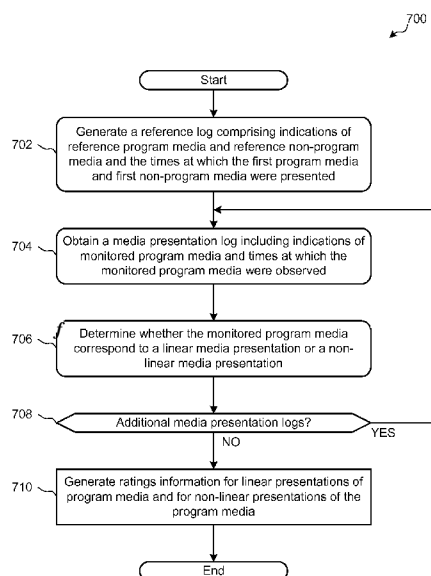 700
Start
702
Generate a reference log comprising indications of
reference program media and reference non-program
media and the times at which the first program media
and first non-program media were presented
704
Obtain a media presentation log including indications of
monitored program media and times at which the
monitored program media were observed
706
Determine whether the monitored program media
correspond to a linear media presentation or a non-
linear media presentation
708
Additional media presentation logs?
YES
NO
710
Generate ratings information for linear presentations of
program media and for non-linear presentations of the
program media
End